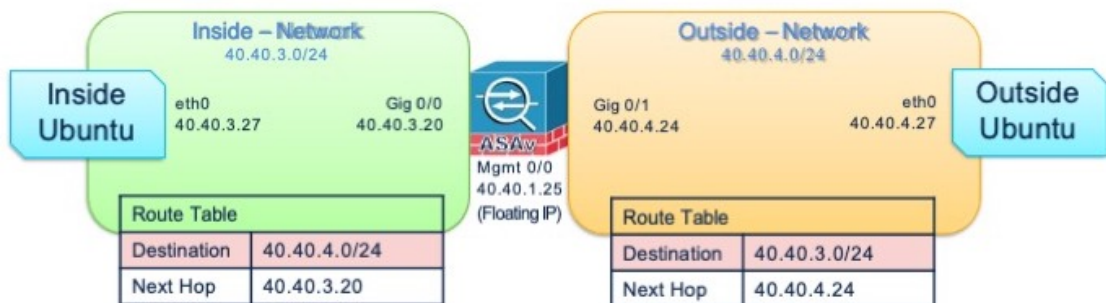 Inside – Network
40.40.3.0/24
Inside
Ubuntu
eth0
40.40.3.27
Gig 0/0
40.40.3.20
Route Table
Destination 40.40.4.0/24
Next Hop 40.40.3.20
ASAv
Mgmt 0/0
40.40.1.25
(Floating IP)
Outside – Network
40.40.4.0/24
Gig 0/1
40.40.4.24
eth0
40.40.4.27
Outside
Ubuntu
Route Table
Destination 40.40.3.0/24
Next Hop 40.40.4.24